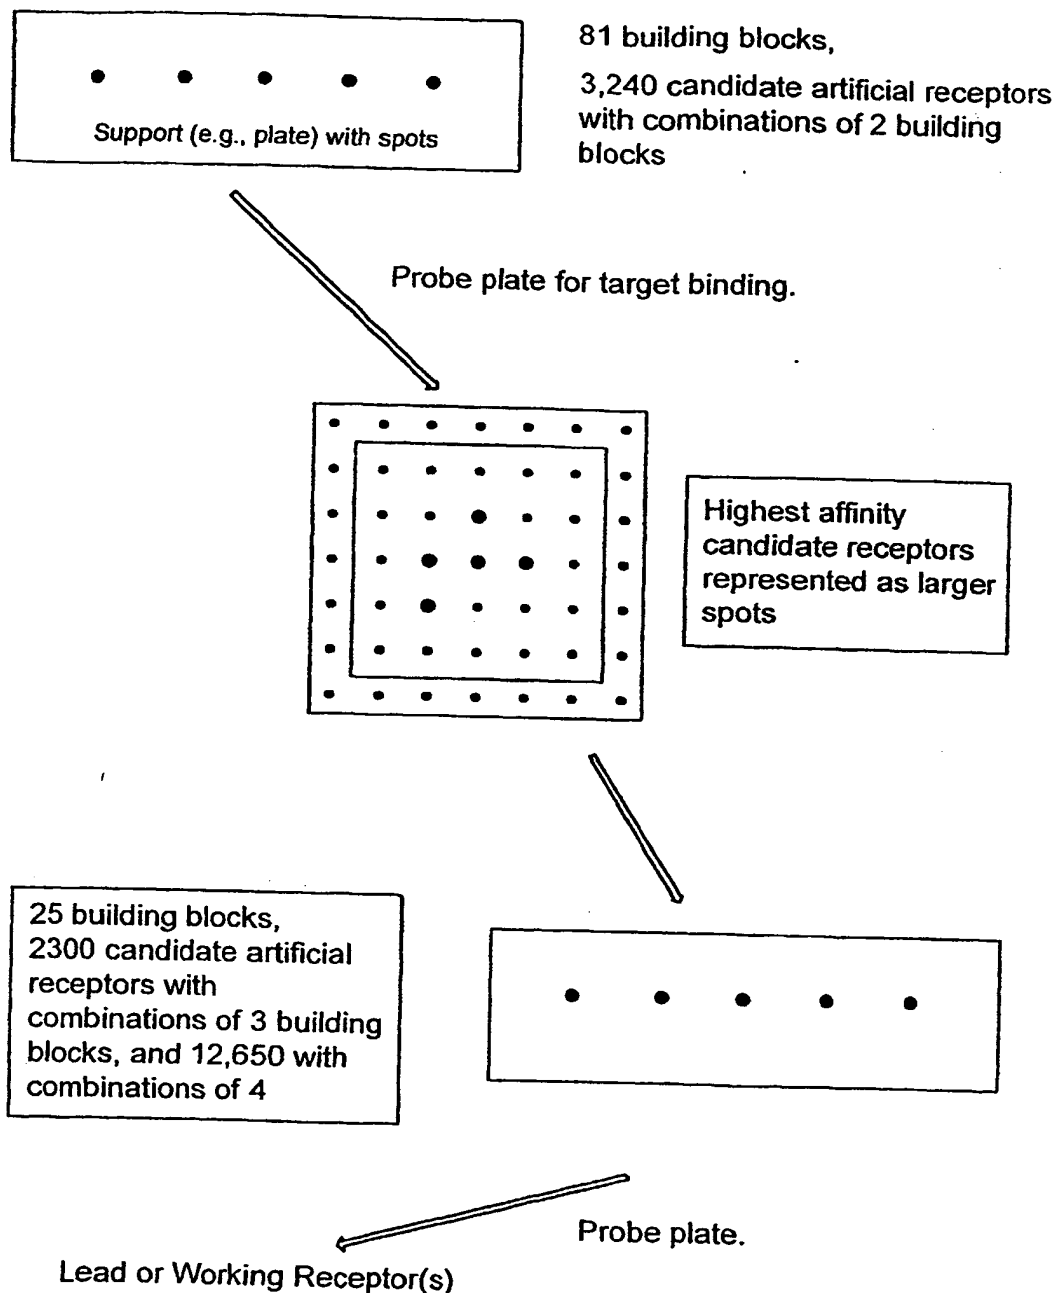 81 building blocks,
3,240 candidate artificial receptors
with combinations of 2 building
blocks
Support (e.g., plate) with spots
Probe plate for target binding.
Highest affinity
candidate receptors
represented as larger
spots
25 building blocks,
2300 candidate artificial
receptors with
combinations of 3 building
blocks, and 12,650 with
combinations of 4
Probe plate.
Lead or Working Receptor(s)